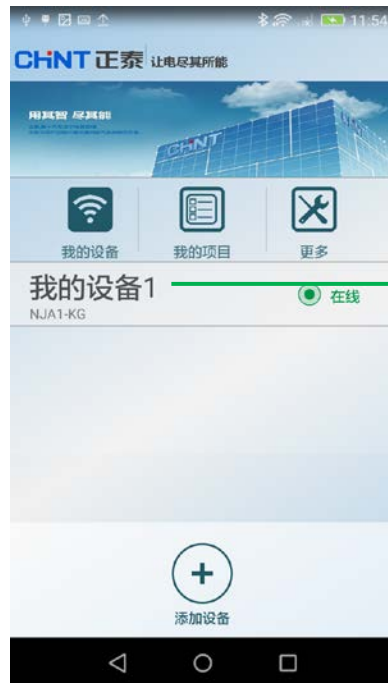 11:54
CHiNT 正泰 让电尽其所能
用其智 尽其能
CHNT
我的设备
我的项目
更多
我的设备1
在线
NJA1-KG
添加设备